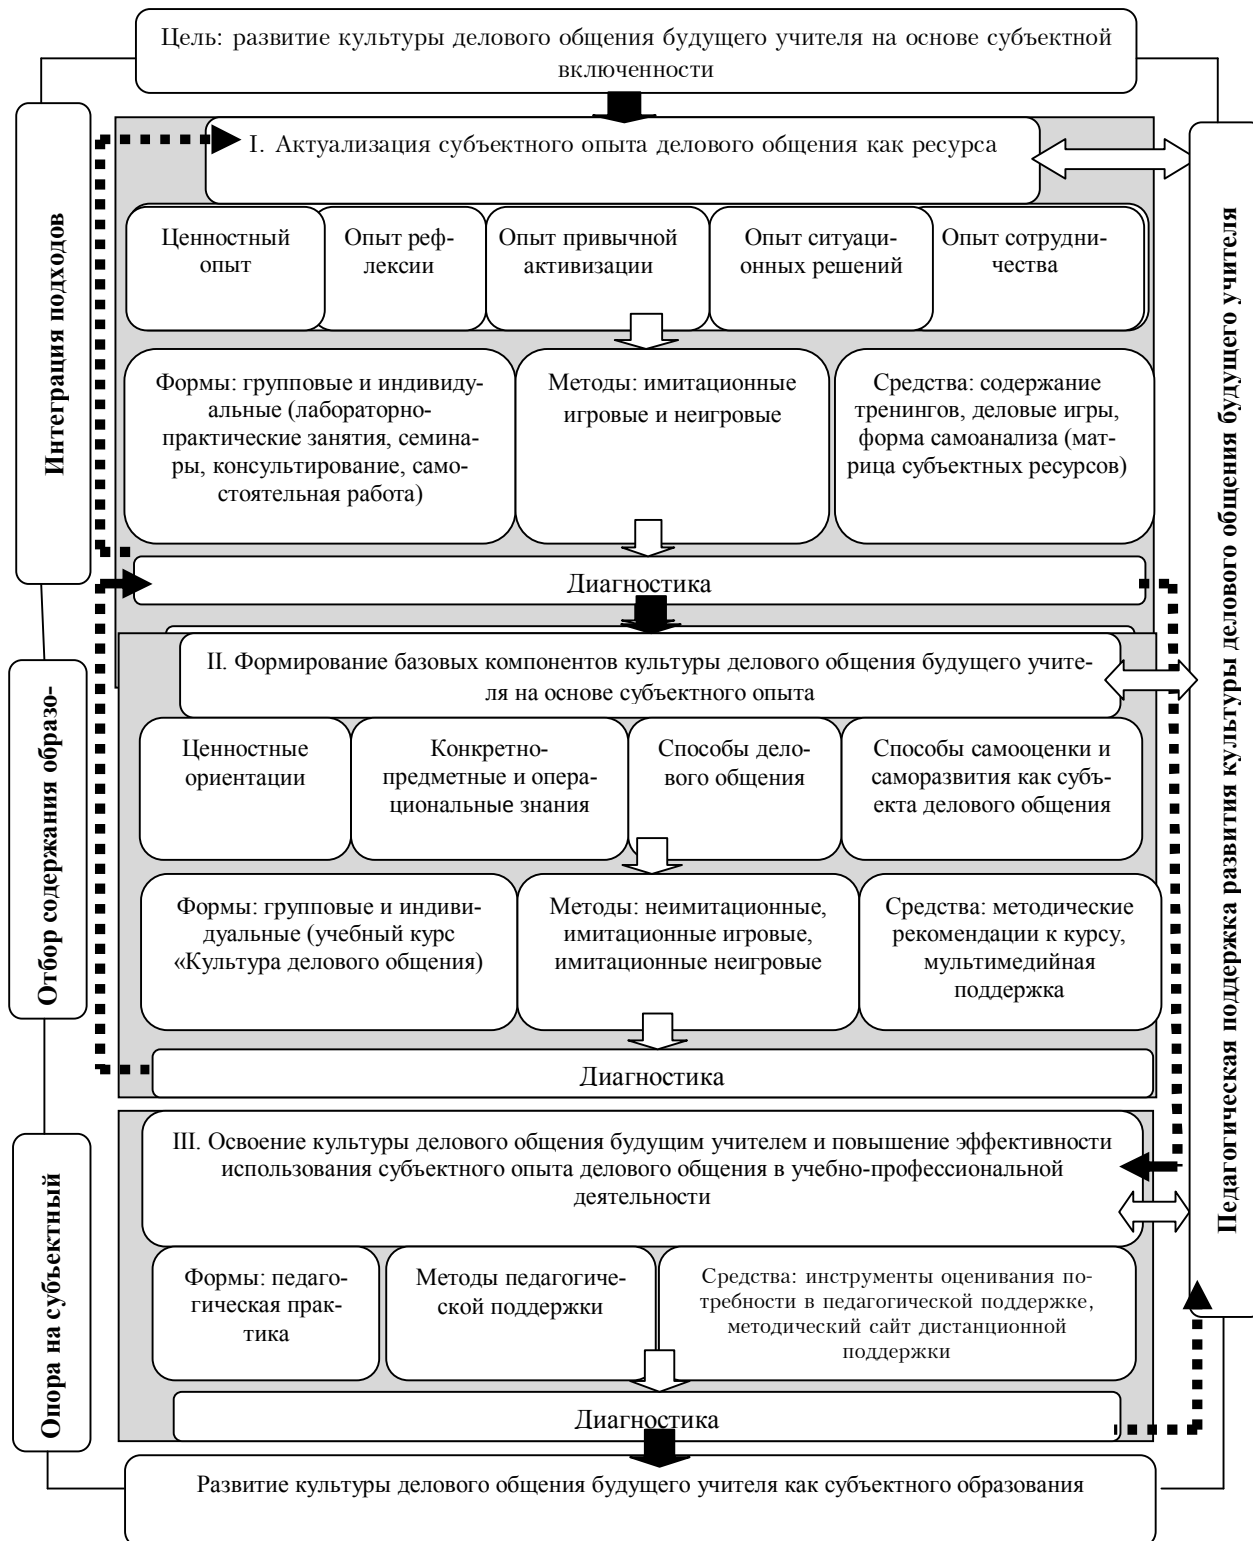 Цель: развитие культуры делового общения будущего учителя на основе субъектной
включенности
I. Актуализация субъектного опыта делового общения как ресурса
Ценностный
опыт
Опыт реф-
лексии
Опыт привычной
активизации
Опыт ситуаци-
онных решений
Опыт сотрудни-
чества
Формы: групповые и индивиду-
альные (лабораторно-
практические занятия, семина-
ры, консультирование, само-
стоятельная работа)
Методы: имитационные
игровые и неигровые
Средства: содержание
тренингов, деловые игры,
форма самоанализа (мат-
рица субъектных ресурсов)
Диагностика
II. Формирование базовых компонентов культуры делового общения будущего учите-
ля на основе субъектного опыта
Ценностные
ориентации
Конкретно-
предметные и опера-
циональные знания
Способы дело-
вого общения
Способы самооценки и
саморазвития как субъ-
екта делового общения
Формы: групповые и индиви-
дуальные (учебный курс
«Культура делового общения)
Методы: неимитационные,
имитационные игровые,
имитационные неигровые
Средства: методические
рекомендации к курсу,
мультимедийная
поддержка
Диагностика
III. Освоение культуры делового общения будущим учителем и повышение эффективности
использования субъектного опыта делового общения в учебно-профессиональной
деятельности
Формы: педаго-
гическая прак-
тика
Методы педагогиче-
ской поддержки
Средства: инструменты оценивания по-
требности в педагогической поддержке,
методический сайт дистанционной
поддержки
Диагностика
Развитие культуры делового общения будущего учителя как субъектного образования
Интеграция подходов
Отбор содержания образо-
Опора на субъектный
Педагогическая поддержка развития культуры делового общения будущего учителя